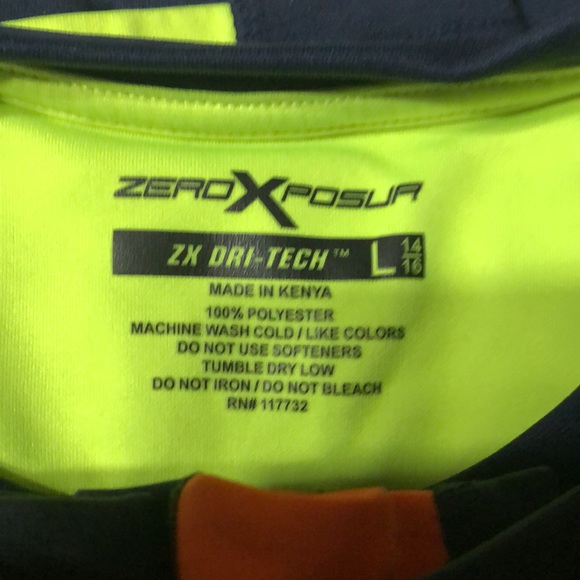 ZEROXPOSUR
ZX DRI-TECH™ L 14/16
MADE IN KENYA
100% POLYESTER
MACHINE WASH COLD / LIKE COLORS
DO NOT USE SOFTENERS
TUMBLE DRY LOW
DO NOT IRON / DO NOT BLEACH
RN# 117732